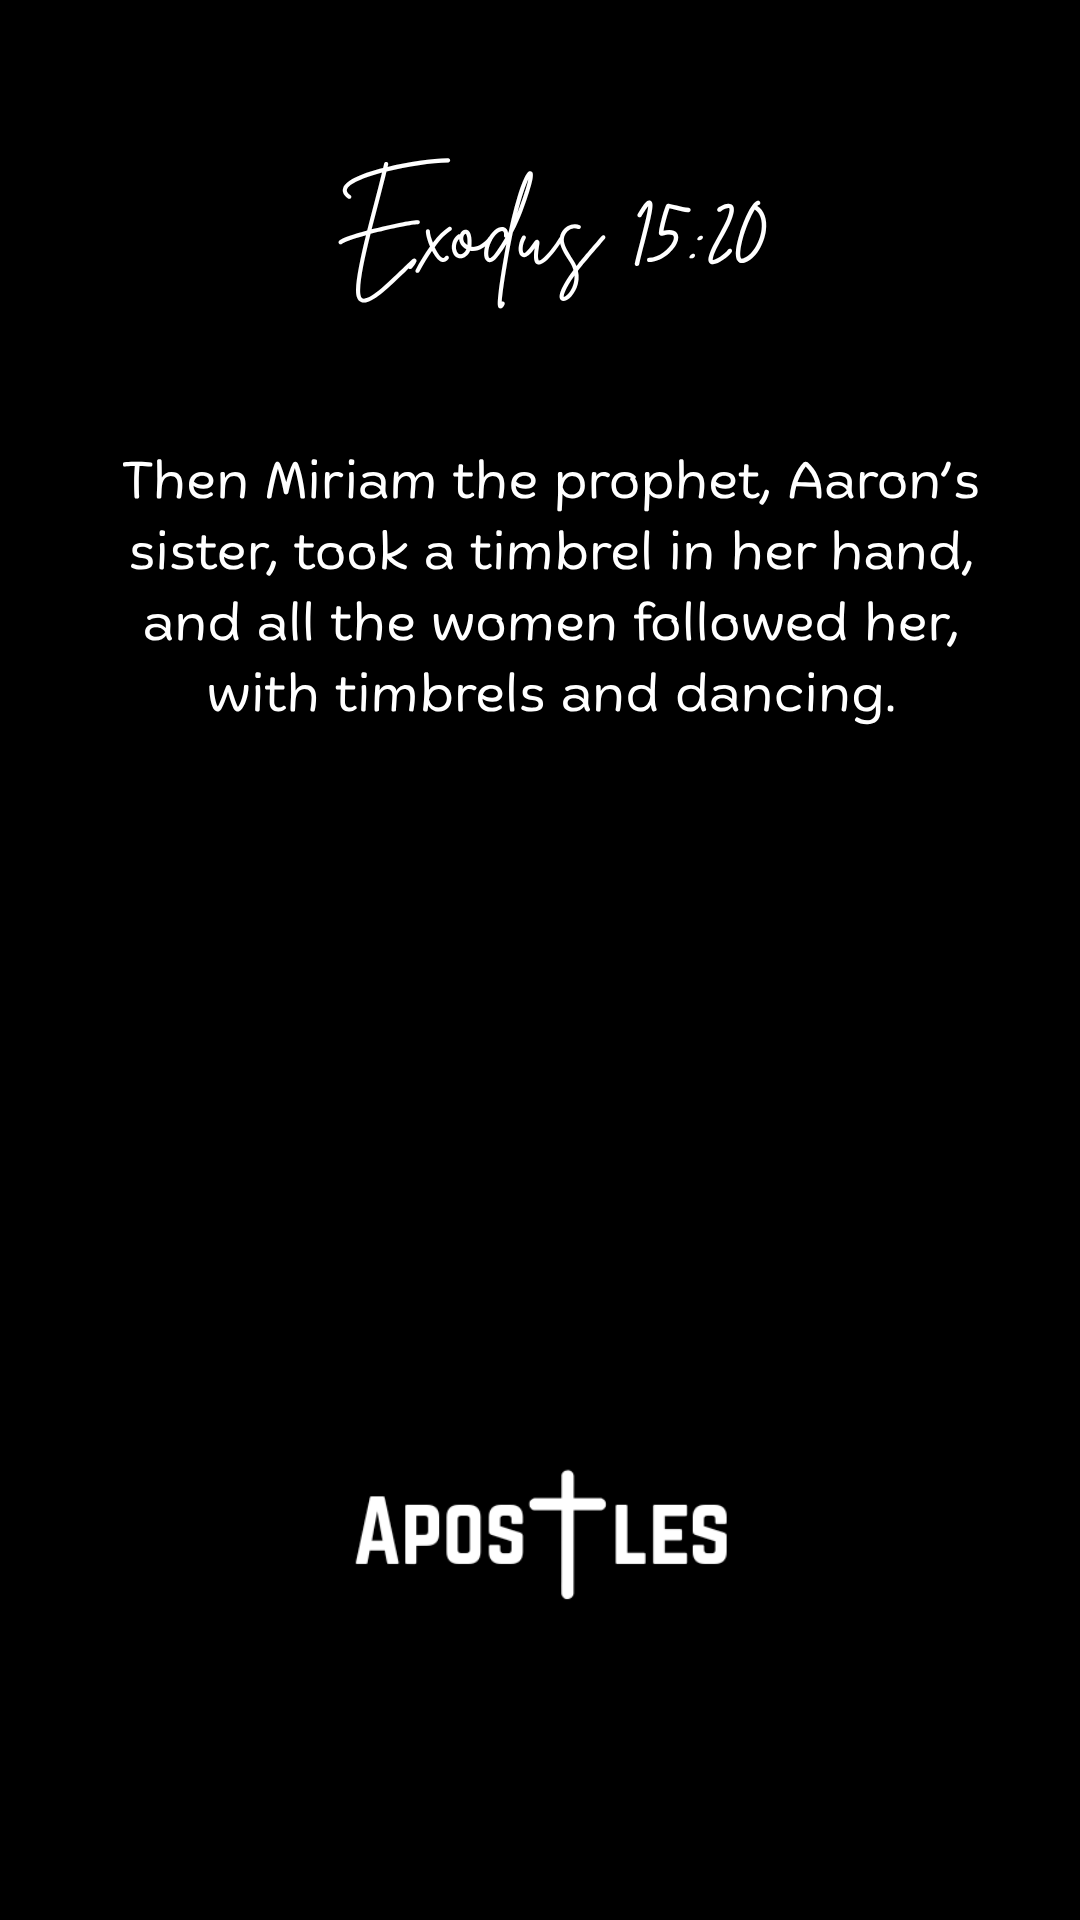 Exodus 15:20
Then Miriam the prophet, Aaron’s
sister, took a timbrel in her hand,
and all the women followed her,
with timbrels and dancing.
APOSTLES